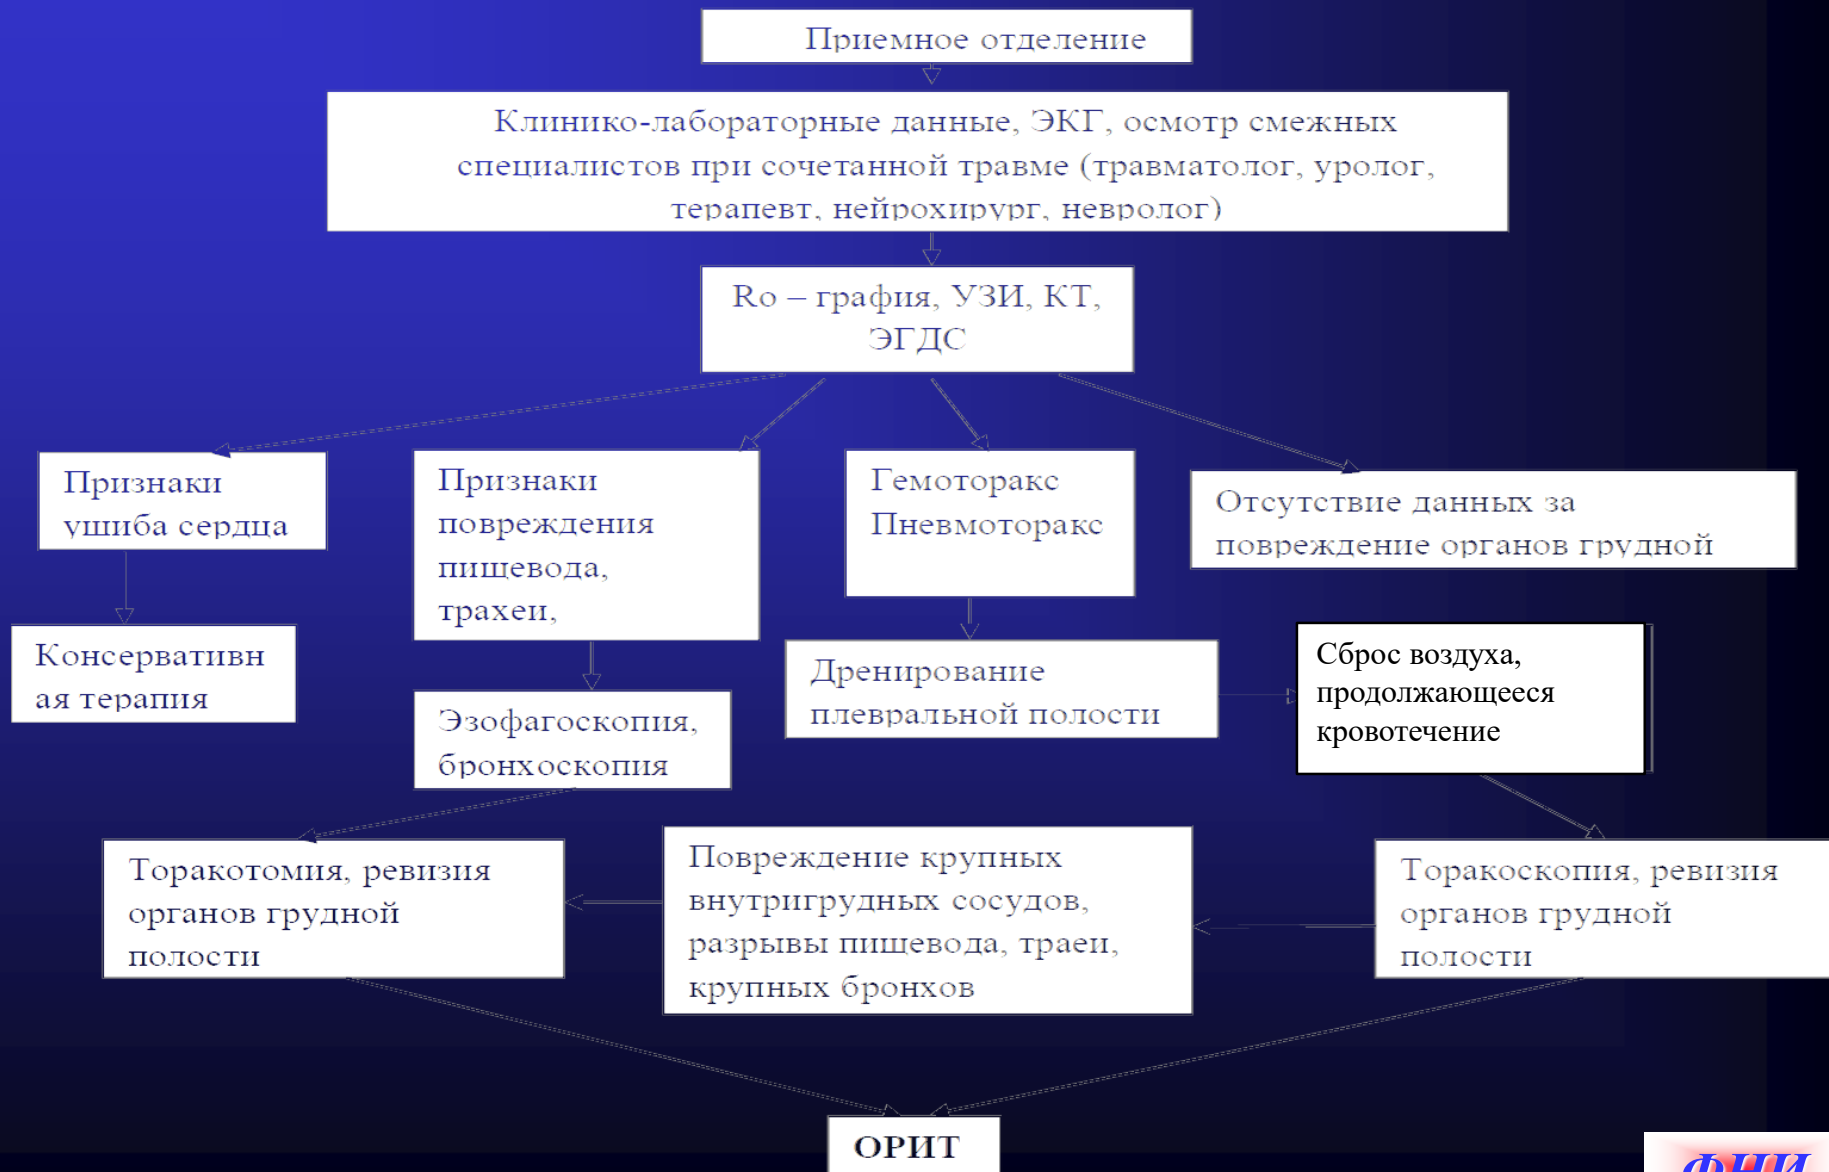 Приемное отделение
Клинико-лабораторные данные, ЭКГ, осмотр смежных
специалистов при сочетанной травме (травматолог, уролог,
терапевт, нейрохирург, невролог)
Ro – графия, УЗИ, КТ,
ЭГДС
Признаки
ушиба сердца
Признаки
повреждения
пищевода,
трахеи,
Гемоторакс
Пневмоторакс
Отсутствие данных за
повреждение органов грудной
Консервативн
ая терапия
Эзофагоскопия,
бронхоскопия
Дренирование
плевральной полости
Сброс воздуха,
продолжающееся
кровотечение
Торакотомия, ревизия
органов грудной
полости
Повреждение крупных
внутригрудных сосудов,
разрывы пищевода, траеи,
крупных бронхов
Торакоскопия, ревизия
органов грудной
полости
ОРИТ
ФНИ